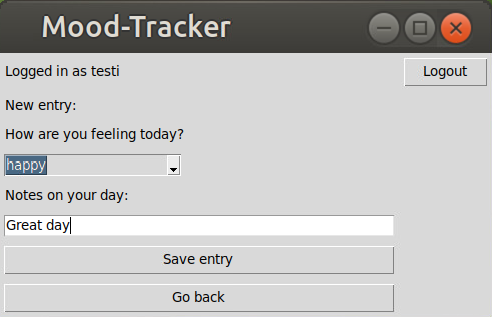 Mood-Tracker
Logged in as testi
Logout
New entry:
How are you feeling today?
happy
Notes on your day:
Great day
Save entry
Go back